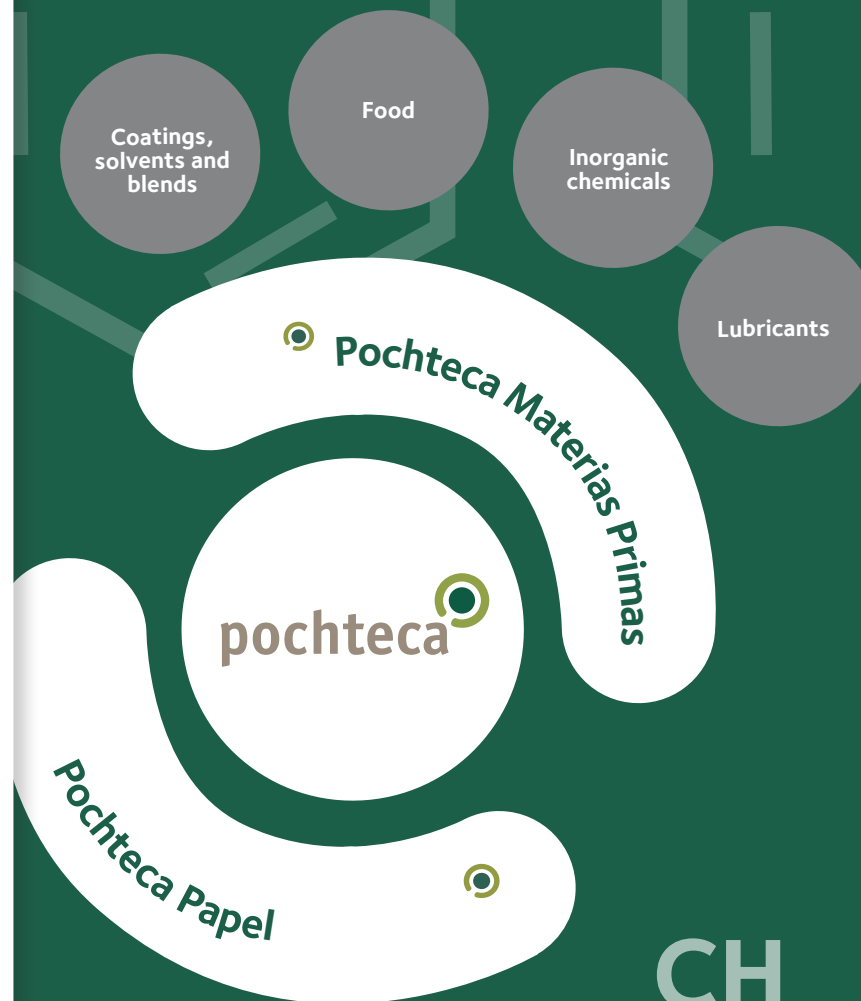 Food
Coatings,
solvents and
blends
Inorganic
chemicals
Lubricants
Pochteca Materias Primas
pochteca
Pochteca Papel
CH